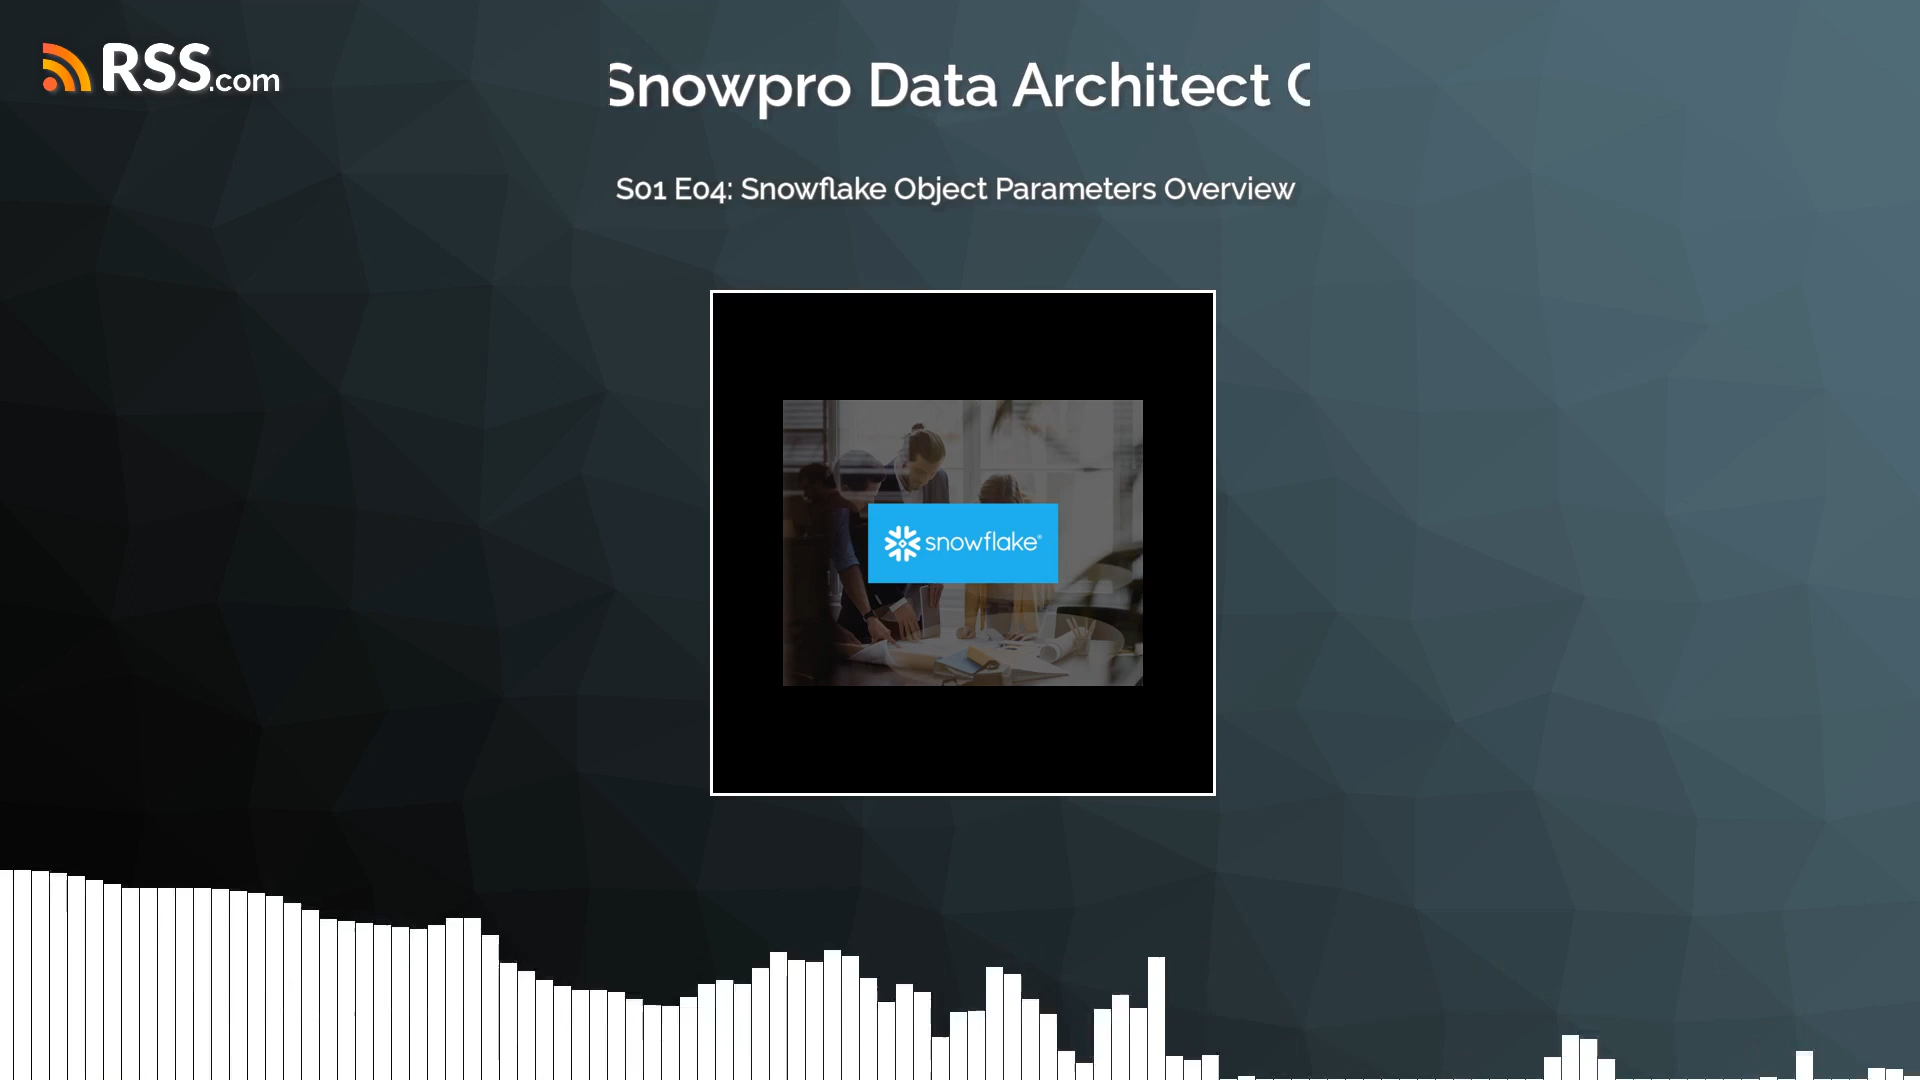 RSS.com
Snowpro Data Architect
S01 E04: Snowflake Object Parameters Overview
snowflake®